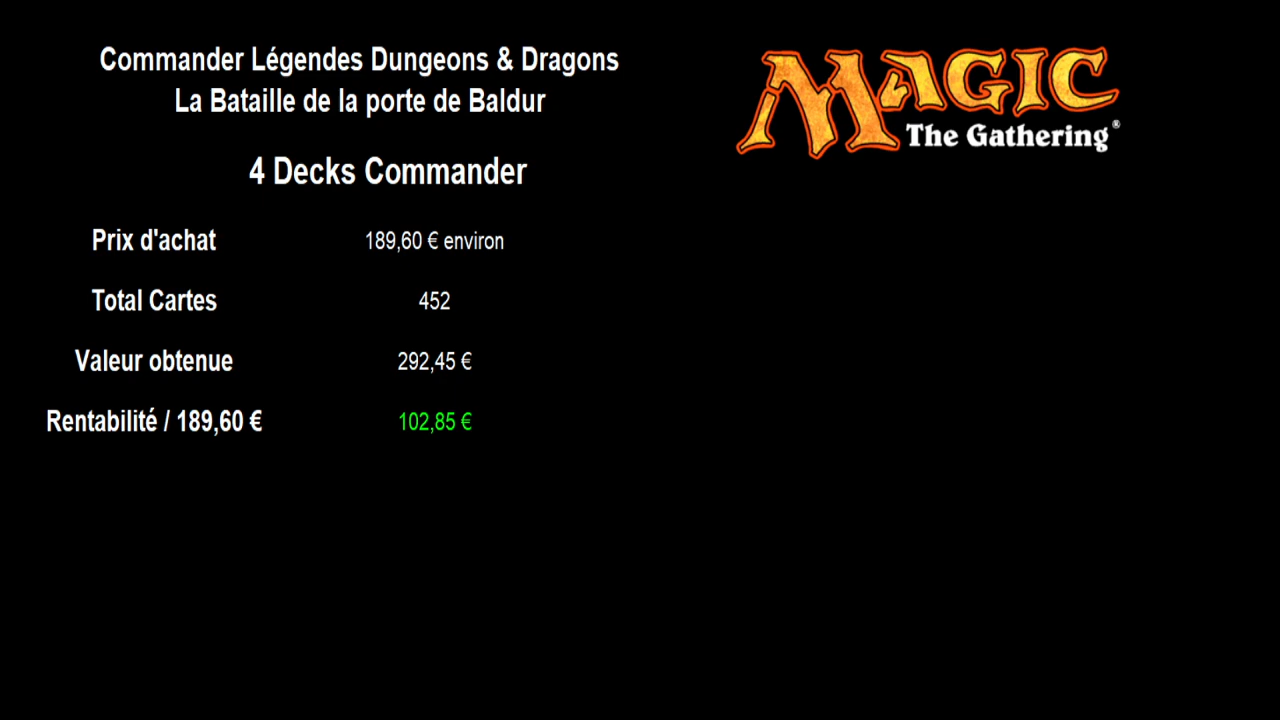 Commander Légendes Dungeons & Dragons
La Bataille de la porte de Baldur
MAGIC
The Gathering®
4 Decks Commander
Prix d'achat 189,60 € environ
Total Cartes 452
Valeur obtenue 292,45 €
Rentabilité / 189,60 € 102,85 €